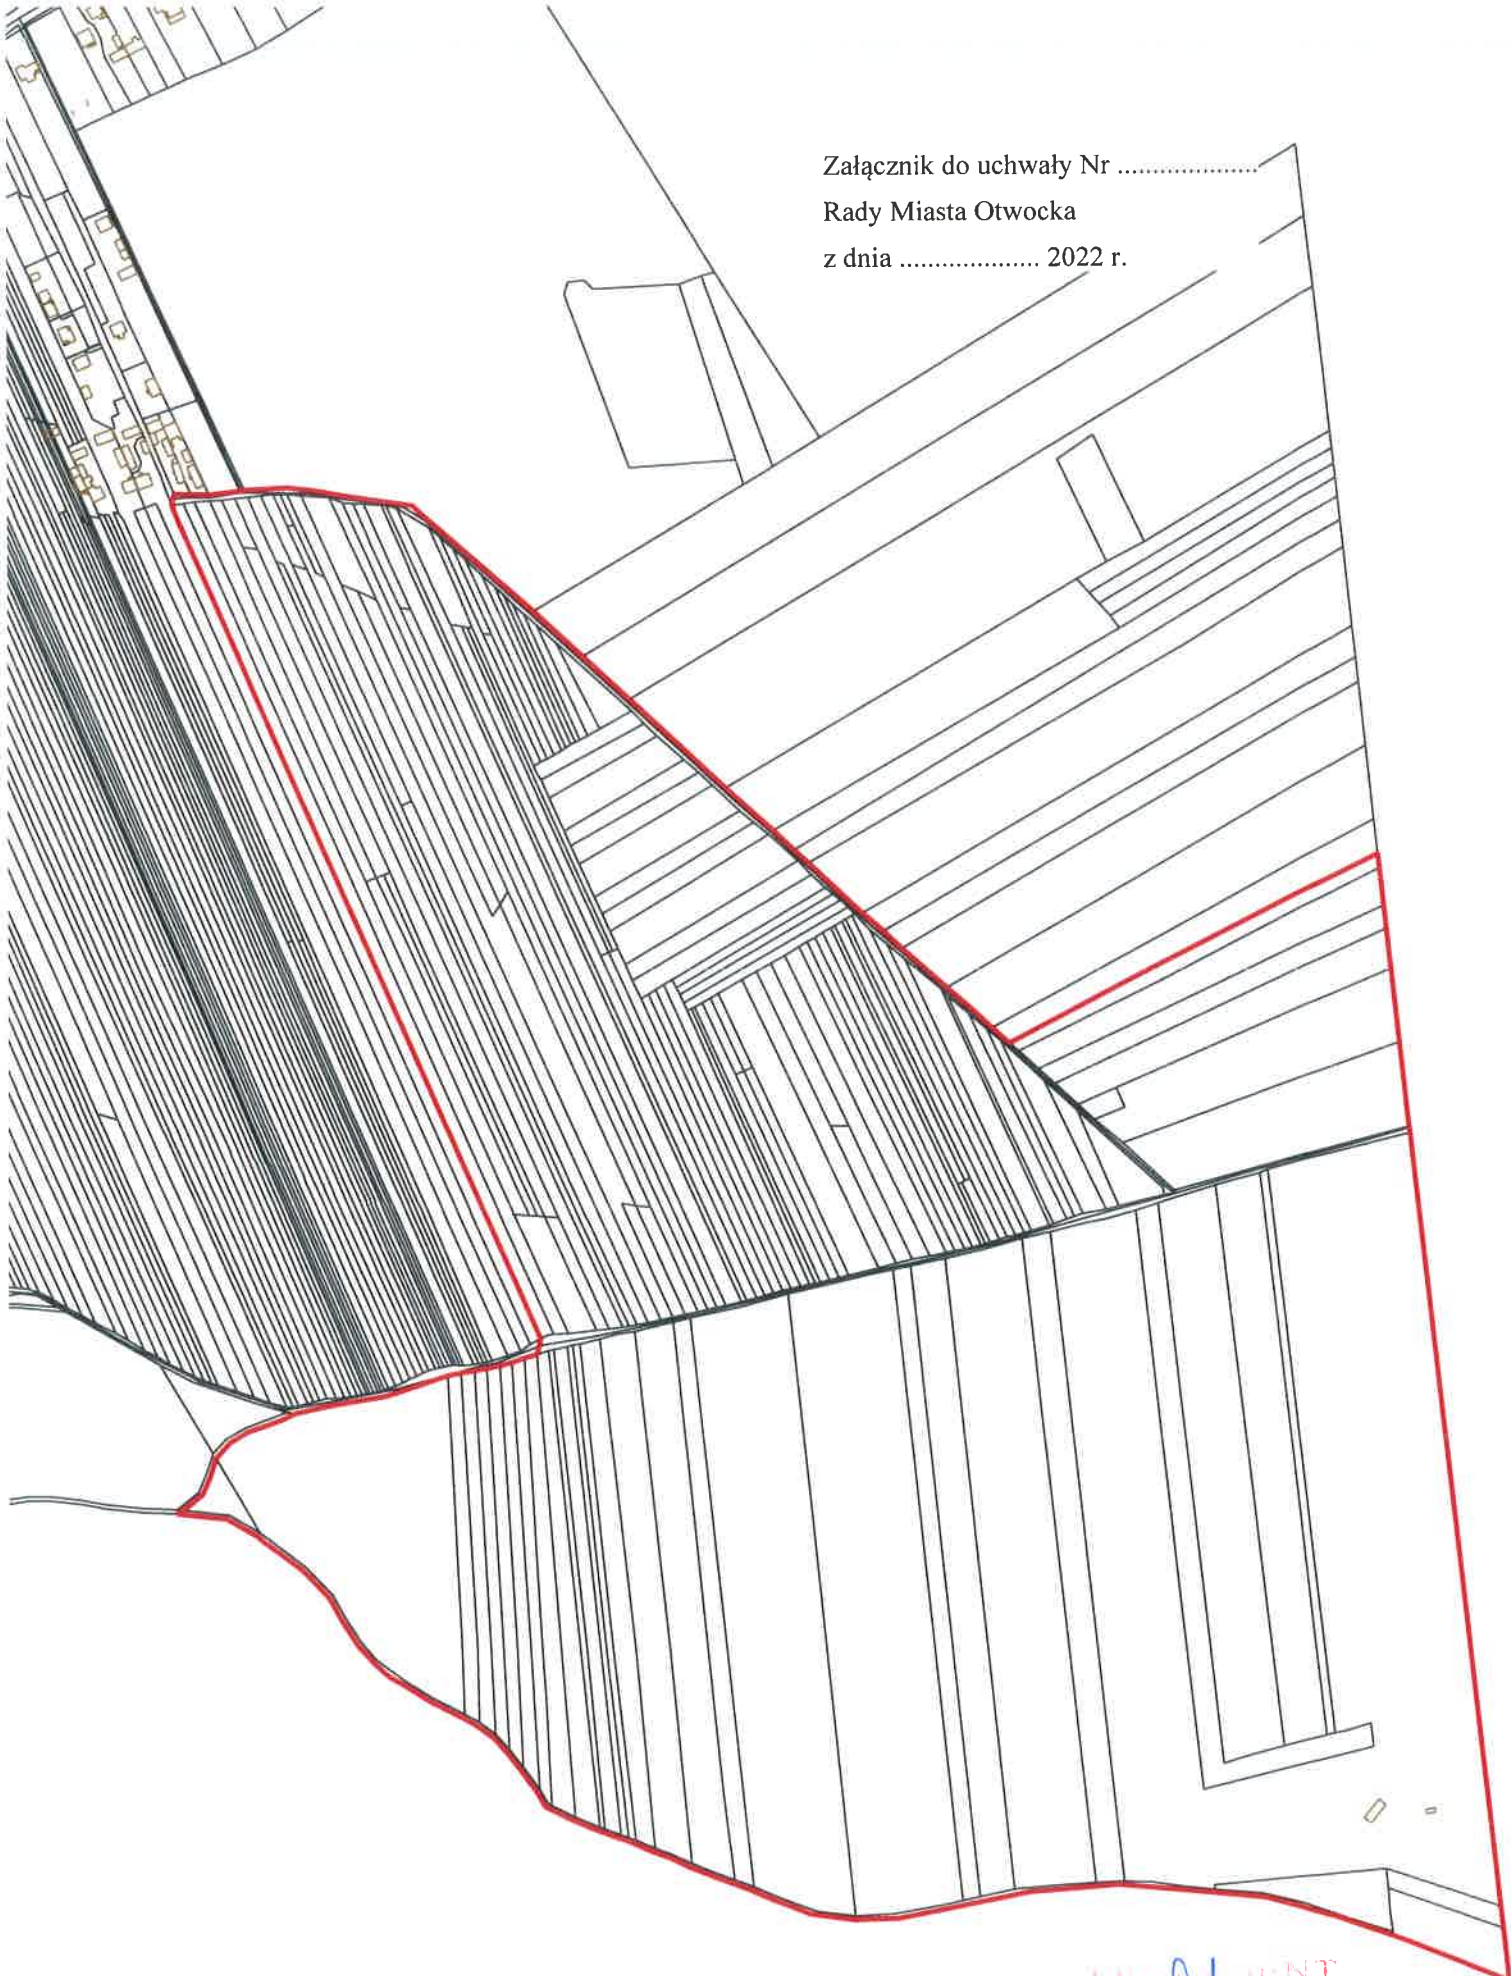 Załącznik do uchwały Nr ....................
Rady Miasta Otwocka
z dnia .................... 2022 r.